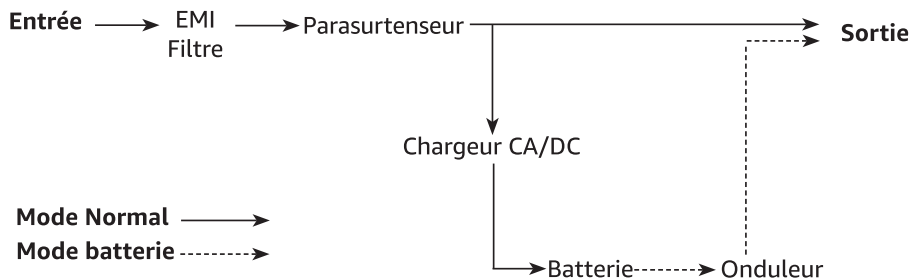 Entrée
EMI
Filtre
Parasurtenseur
Sortie
Chargeur CA/DC
Mode Normal
Mode batterie
Batterie
Onduleur